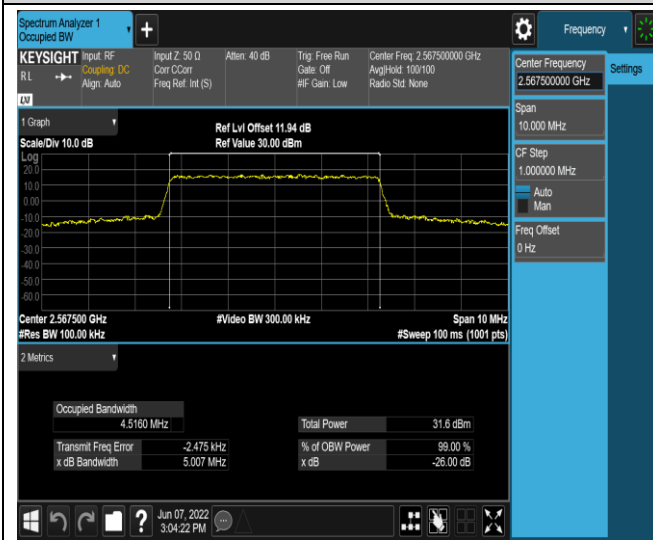 Spectrum Analyzer 1
Occupied BW
+
Frequency
KEYSIGHT
Input: RF
Coupling: DC
Align: Auto
Input Z: 50 Ω
Corr CCorr
Freq Ref: Int (S)
Atten: 40 dB
Trig: Free Run
Gate: Off
#IF Gain: Low
Center Freq: 2.567500000 GHz
Avg|Hold: 100/100
Radio Std: None
R L
LXI
Center Frequency
2.567500000 GHz
Settings
Span
10.000 MHz
CF Step
1.000000 MHz
Auto
Man
Freq Offset
0 Hz
1 Graph
Scale/Div 10.0 dB
Ref Lvl Offset 11.94 dB
Ref Value 30.00 dBm
Log
20.0
10.0
0.00
-10.0
-20.0
-30.0
-40.0
-50.0
-60.0
Center 2.567500 GHz
#Video BW 300.00 kHz
Span 10 MHz
#Res BW 100.00 kHz
#Sweep 100 ms (1001 pts)
2 Metrics
Occupied Bandwidth
4.5160 MHz
Total Power 31.6 dBm
Transmit Freq Error -2.475 kHz
% of OBW Power 99.00 %
x dB Bandwidth 5.007 MHz
x dB -26.00 dB
?
Jun 07, 2022
3:04:22 PM